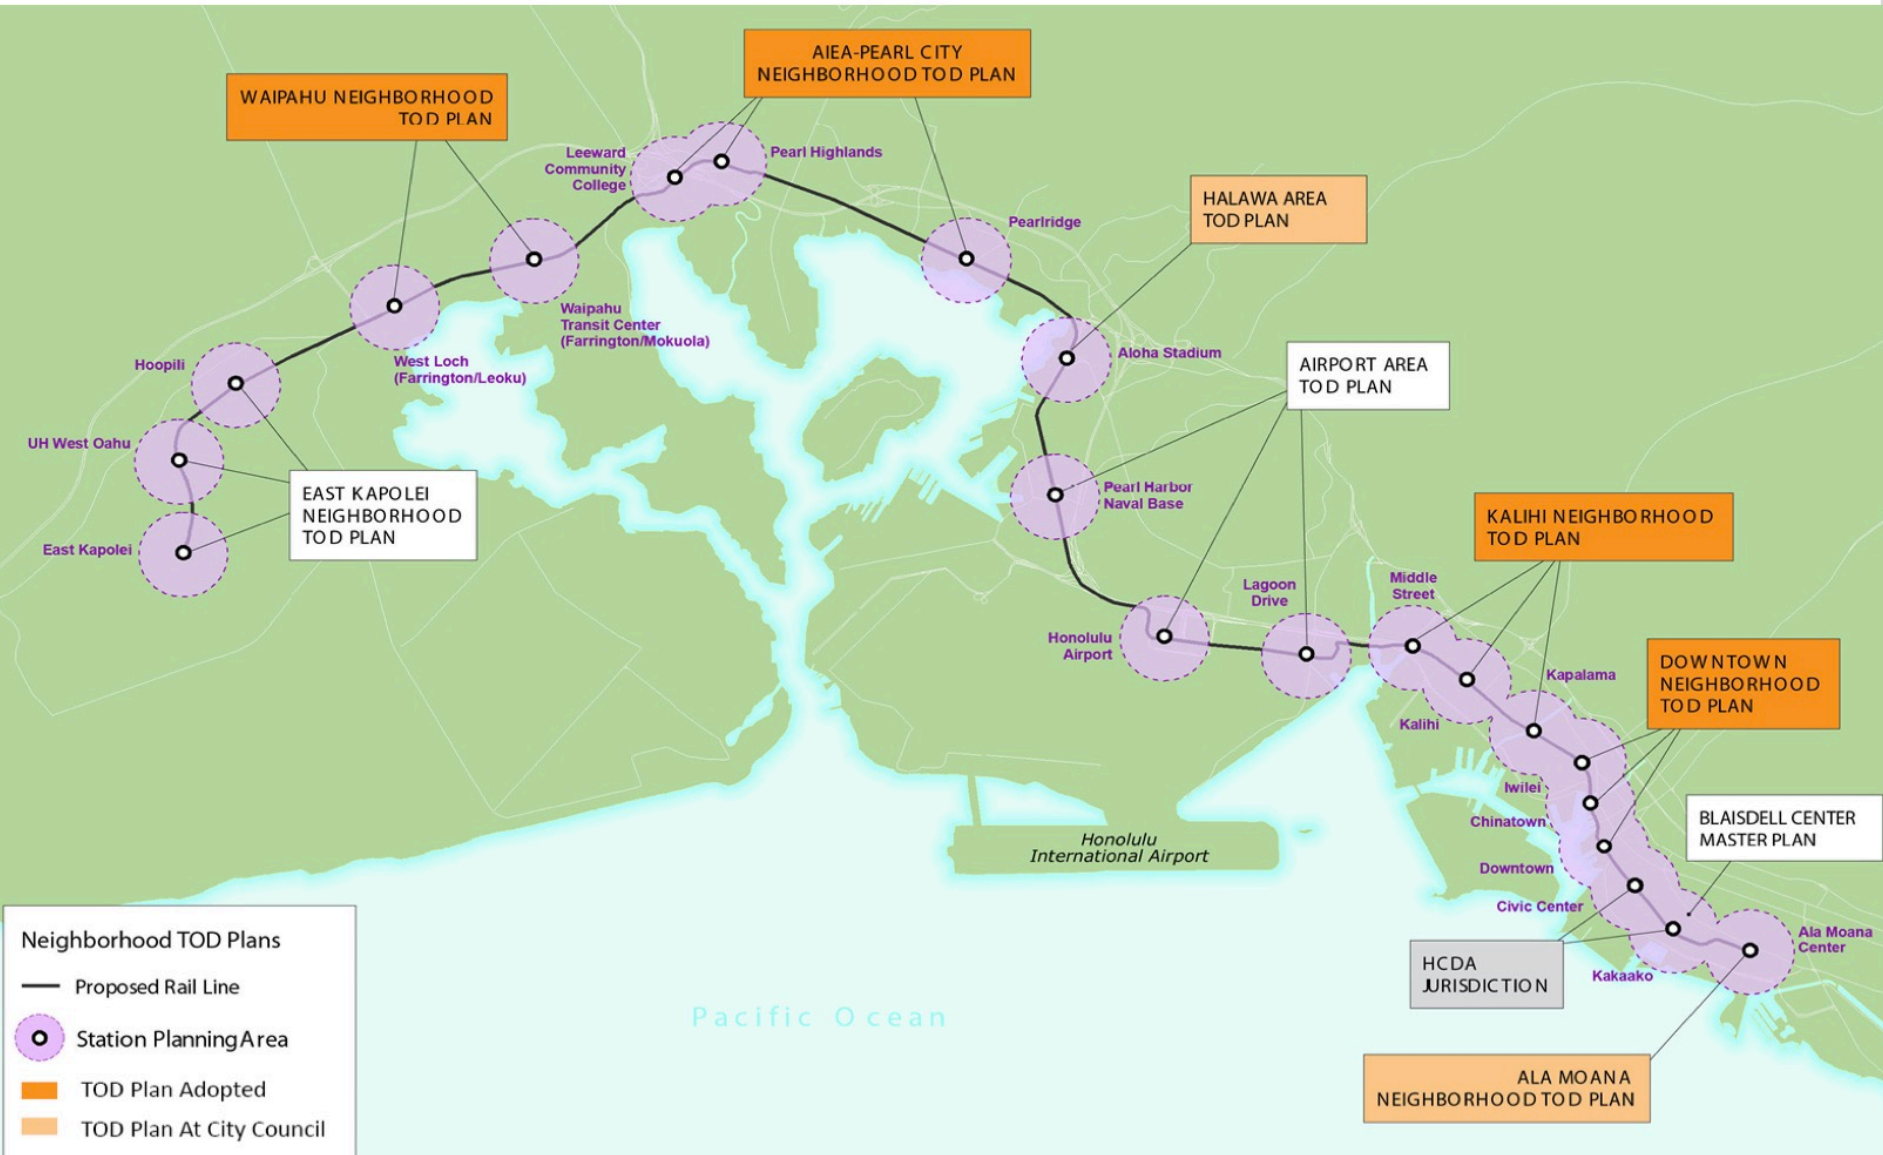 AIEA-PEARL CITY
NEIGHBORHOOD TOD PLAN
WAIPAHU NEIGHBORHOOD
TOD PLAN
Leeward
Community
College
Pearl Highlands
HALAWA AREA
TOD PLAN
Pearlridge
Waipahu
Transit Center
(Farrington/Mokuola)
Hoopili
West Loch
(Farrington/Leoku)
Aloha Stadium
AIRPORT AREA
TOD PLAN
UH West Oahu
EAST KAPOLEI
NEIGHBORHOOD
TOD PLAN
East Kapolei
Pearl Harbor
Naval Base
KALIHI NEIGHBORHOOD
TOD PLAN
Lagoon
Drive
Middle
Street
Honolulu
Airport
Kapalama
DOWNTOWN
NEIGHBORHOOD
TOD PLAN
Kalihi
Iwilei
Chinatown
BLAISDELL CENTER
MASTER PLAN
Honolulu
International Airport
Downtown
Civic Center
Ala Moana
Center
HCDA
JURISDICTION
Kakaako
Pacific Ocean
ALA MOANA
NEIGHBORHOOD TOD PLAN
Neighborhood TOD Plans
Proposed Rail Line
Station Planning Area
TOD Plan Adopted
TOD Plan At City Council